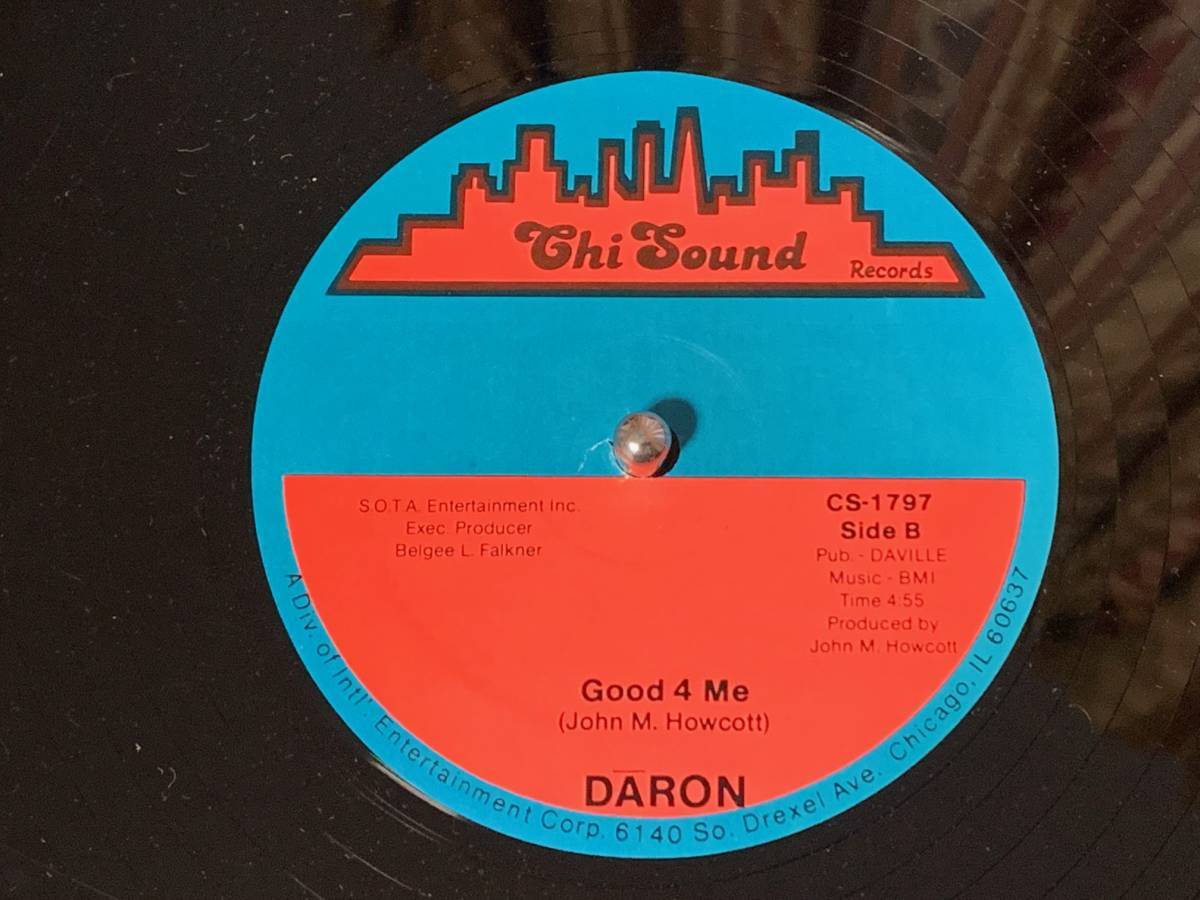 Chi Sound
Records
S.O.T.A. Entertainment Inc.
Exec. Producer
Belgee L. Falkner
CS-1797
Side B
Pub. - DAVILLE
Music - BMI
Time 4:55
Produced by
John M. Howcott
Good 4 Me
(John M. Howcott)
DARON
A Div. of Intl'. Entertainment Corp. 6140 So. Drexel Ave. Chicago, IL 60637